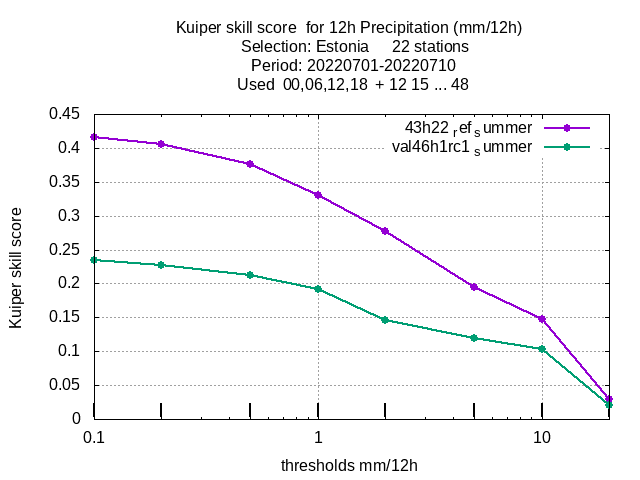 Kuiper skill score  for 12h Precipitation (mm/12h)
Selection: Estonia     22 stations
Period: 20220701-20220710
Used  00,06,12,18  + 12 15 ... 48
0.45
0.4
0.35
0.3
0.25
0.2
0.15
0.1
0.05
0
43h22 ref summer
val46h1rc1 summer
Kuiper skill score
0.1
1
10
thresholds mm/12h